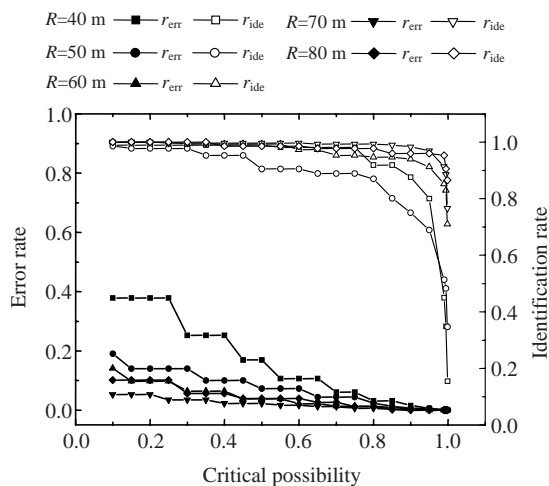 R=40 m r_err r_ide R=70 m r_err r_ide
R=50 m r_err r_ide R=80 m r_err r_ide
R=60 m r_err r_ide
1.0
0.8
0.6
0.4
0.2
0.0
Error rate
1.0
0.8
0.6
0.4
0.2
0
Identification rate
0.0 0.2 0.4 0.6 0.8 1.0
Critical possibility